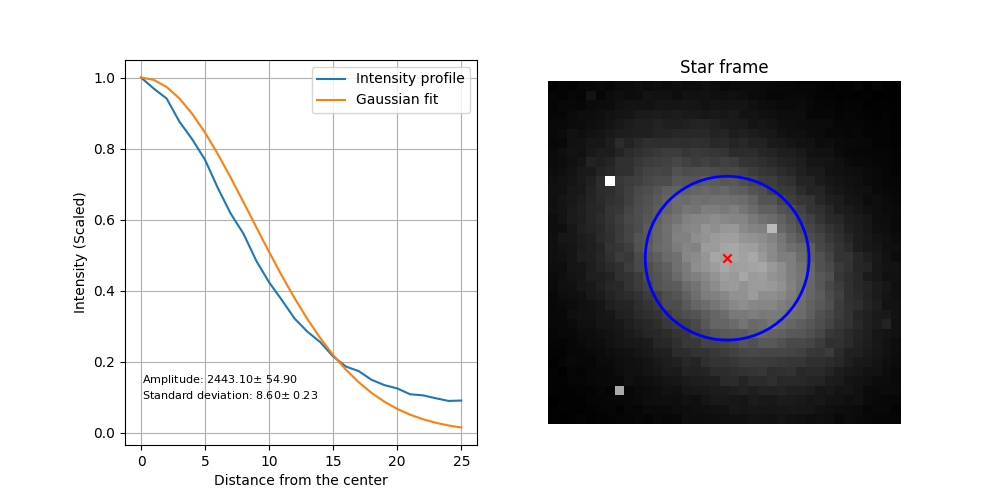 Star frame
Intensity profile
Gaussian fit
1.0
0.8
0.6
0.4
0.2
0.0
Intensity (Scaled)
Amplitude: 2443.10± 54.90
Standard deviation: 8.60± 0.23
0 5 10 15 20 25
Distance from the center